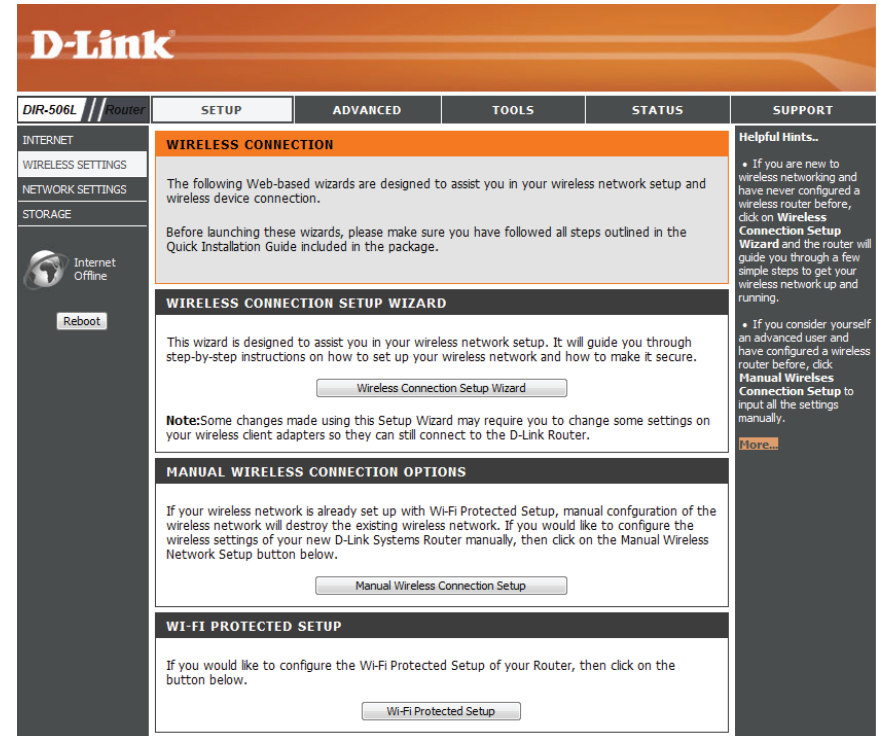 D-Link
DIR-506L Router
SETUP
ADVANCED
TOOLS
STATUS
SUPPORT
INTERNET
WIRELESS SETTINGS
NETWORK SETTINGS
STORAGE
Internet
Offline
Reboot
WIRELESS CONNECTION
The following Web-based wizards are designed to assist you in your wireless network setup and
wireless device connection.
Before launching these wizards, please make sure you have followed all steps outlined in the
Quick Installation Guide included in the package.
WIRELESS CONNECTION SETUP WIZARD
This wizard is designed to assist you in your wireless network setup. It will guide you through
step-by-step instructions on how to set up your wireless network and how to make it secure.
Wireless Connection Setup Wizard
Note:Some changes made using this Setup Wizard may require you to change some settings on
your wireless client adapters so they can still connect to the D-Link Router.
MANUAL WIRELESS CONNECTION OPTIONS
If your wireless network is already set up with Wi-Fi Protected Setup, manual confguration of the
wireless network will destroy the existing wireless network. If you would like to configure the
wireless settings of your new D-Link Systems Router manually, then click on the Manual Wireless
Network Setup button below.
Manual Wireless Connection Setup
WI-FI PROTECTED SETUP
If you would like to configure the Wi-Fi Protected Setup of your Router, then click on the
button below.
Wi-Fi Protected Setup
Helpful Hints..
• If you are new to
wireless networking and
have never configured a
wireless router before,
click on Wireless
Connection Setup
Wizard and the router will
guide you through a few
simple steps to get your
wireless network up and
running.
• If you consider yourself
an advanced user and
have configured a wireless
router before, click
Manual Wirelses
Connection Setup to
input all the settings
manually.
More...